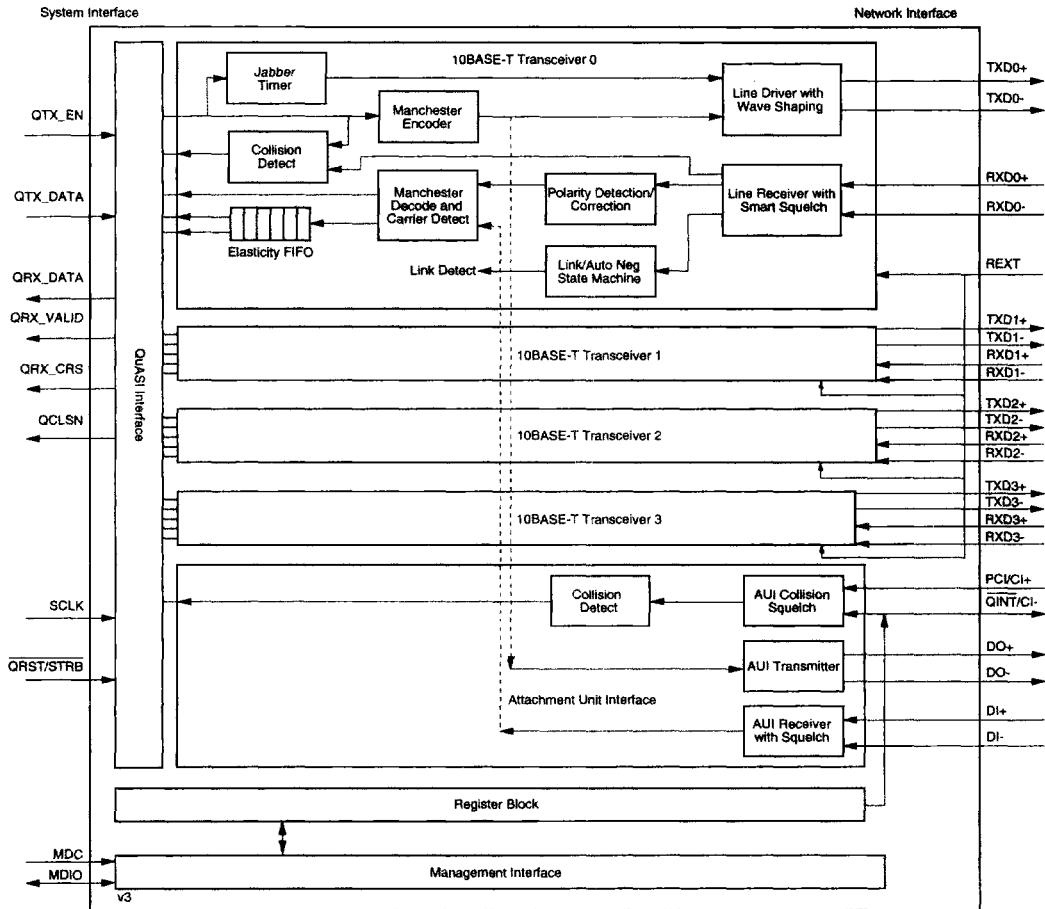 System Interface
Network Interface
10BASE-T Transceiver 0
Jabber
Timer
Line Driver with
Wave Shaping
TXD0+
TXD0-
QTX_EN
Manchester
Encoder
Collision
Detect
QTX_DATA
Manchester
Decode and
Carrier Detect
Polarity Detection/
Correction
Line Receiver with
Smart Squelch
RXD0+
RXD0-
Elasticity FIFO
Link Detect
Link/Auto Neg
State Machine
REXT
QRX_DATA
QRX_VALID
QRX_CRS
QCLSN
QuASI Interface
10BASE-T Transceiver 1
TXD1+
TXD1-
RXD1+
RXD1-
10BASE-T Transceiver 2
TXD2+
TXD2-
RXD2+
RXD2-
10BASE-T Transceiver 3
TXD3+
TXD3-
RXD3+
RXD3-
SCLK
QRST/STRB
Collision
Detect
AUI Collision
Squelch
PCI/CI+
QINT/CI-
AUI Transmitter
DO+
DO-
Attachment Unit Interface
AUI Receiver
with Squelch
DI+
DI-
Register Block
MDC
MDIO
Management Interface
v3